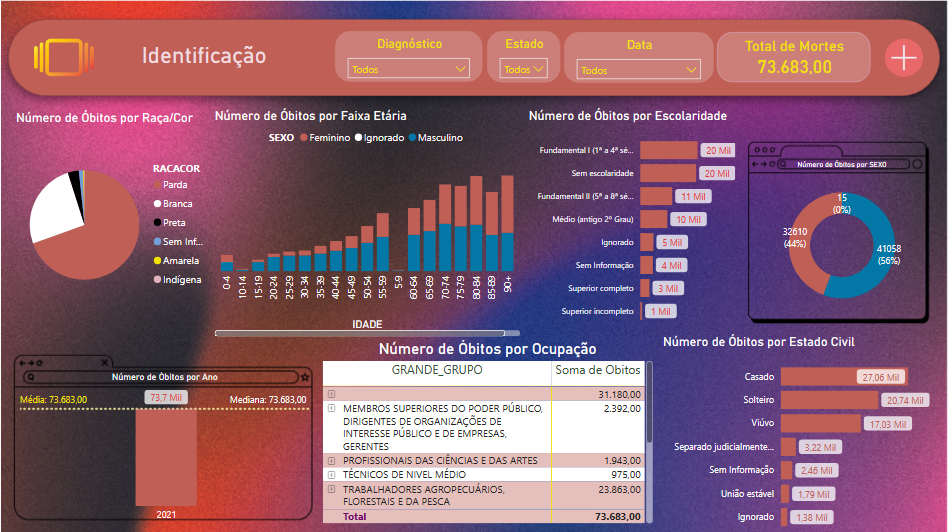 Identificação
Diagnóstico
Todos
Estado
Todos
Data
Todos
Total de Mortes
73.683,00
Número de Óbitos por Raça/Cor
RACACOR
Parda
Branca
Preta
Sem Inf...
Amarela
Indígena
Número de Óbitos por Faixa Etária
SEXO Feminino Ignorado Masculino
0-4
10-14
15-19
20-24
25-29
30-34
35-39
40-44
45-49
50-54
55-59
5-9
60-64
65-69
70-74
75-79
80-84
85-89
90+
IDADE
Número de Óbitos por Escolaridade
Fundamental I (1ª a 4ª sé... 20 Mil
Sem escolaridade 20 Mil
Fundamental II (5ª a 8ª sé... 11 Mil
Médio (antigo 2º Grau) 10 Mil
Ignorado 5 Mil
Sem Informação 4 Mil
Superior completo 3 Mil
Superior incompleto 1 Mil
Número de Óbitos por SEXO
15
(0%)
32610
(44%)
41058
(56%)
Número de Óbitos por Ano
Média: 73.683,00 73,7 Mil Mediana: 73.683,00
2021
Número de Óbitos por Ocupação
GRANDE_GRUPO Soma de Obitos
31.180,00
MEMBROS SUPERIORES DO PODER PÚBLICO, 2.392,00
DIRIGENTES DE ORGANIZAÇÕES DE
INTERESSE PÚBLICO E DE EMPRESAS,
GERENTES
PROFISSIONAIS DAS CIÊNCIAS E DAS ARTES 1.943,00
TÉCNICOS DE NIVEL MÉDIO 975,00
TRABALHADORES AGROPECUÁRIOS, 23.863,00
FLORESTAIS E DA PESCA
Total 73.683,00
Número de Óbitos por Estado Civil
Casado 27,06 Mil
Solteiro 20,74 Mil
Viúvo 17,03 Mil
Separado judicialmente... 3,22 Mil
Sem Informação 2,46 Mil
União estável 1,79 Mil
Ignorado 1,38 Mil